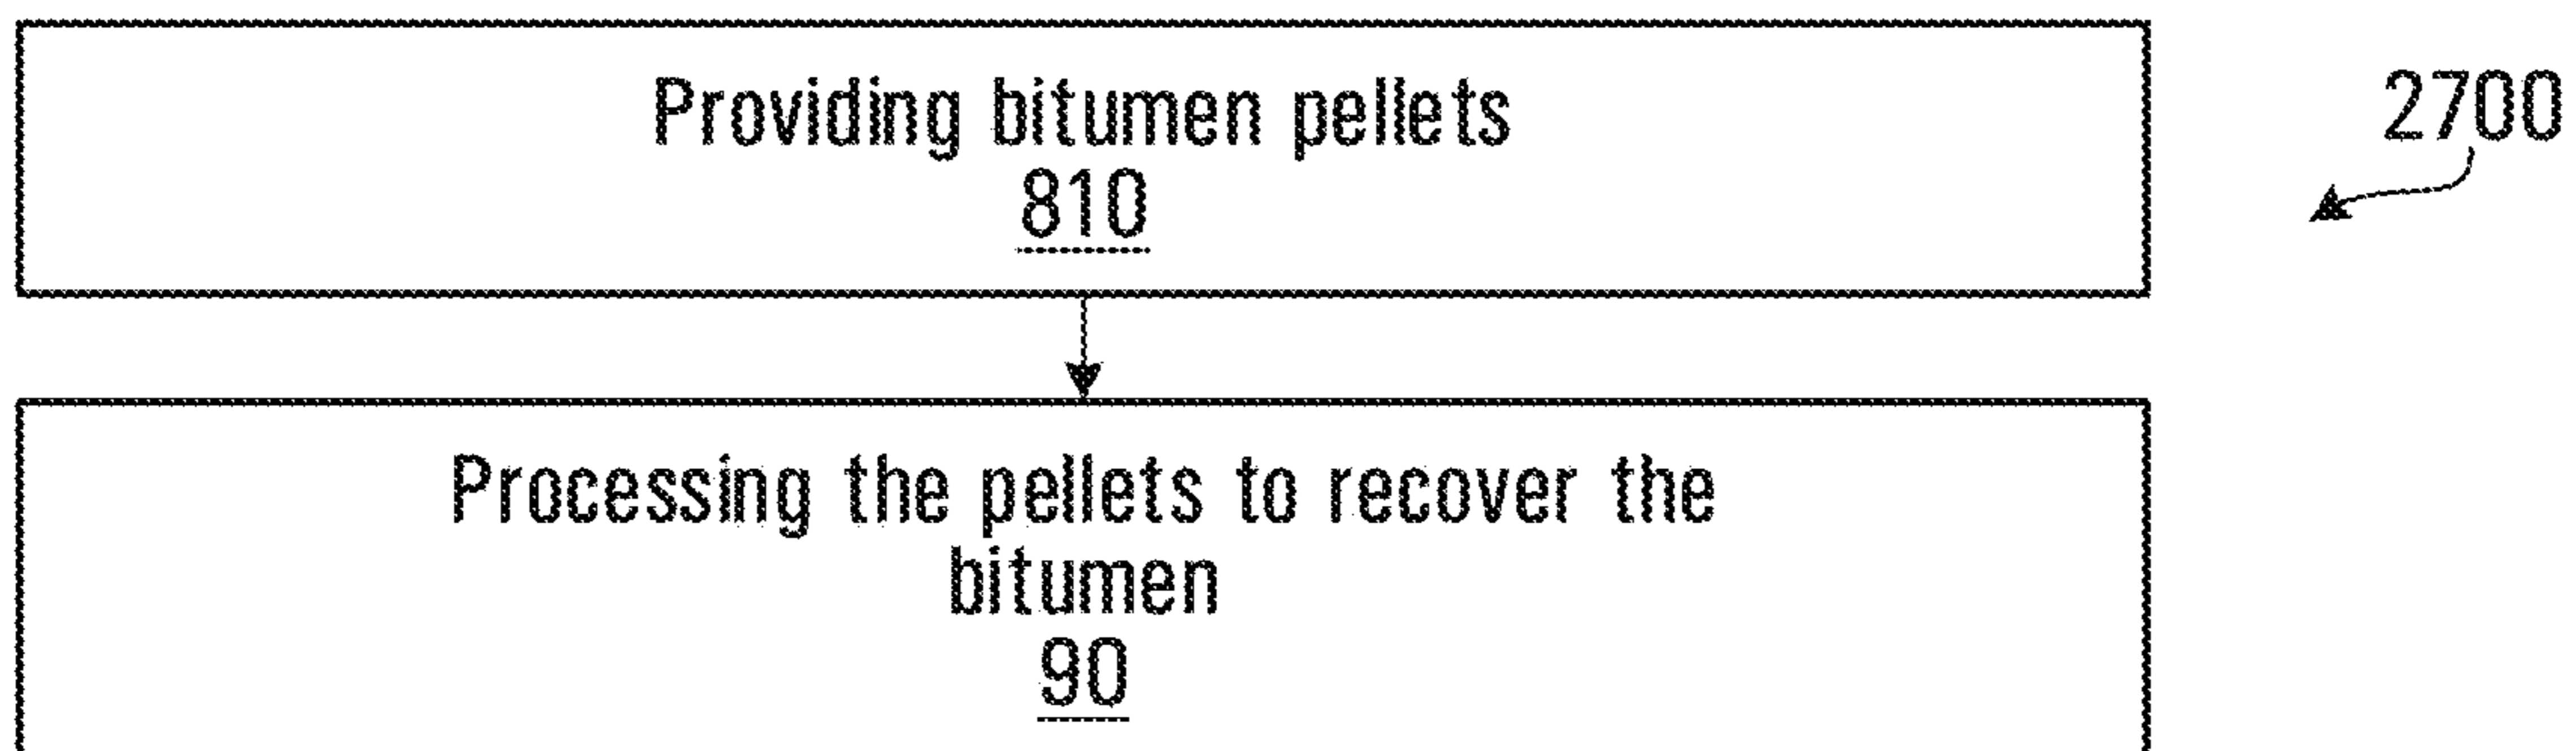 Providing bitumen pellets
2700
810
Processing the pellets to recover the
bitumen
90